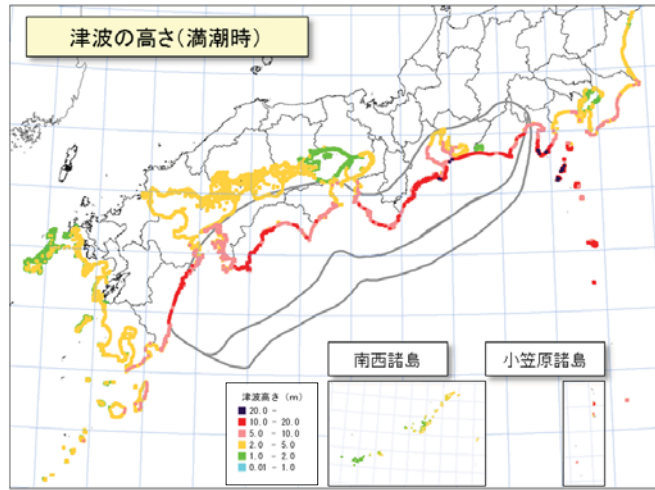 津波の高さ(満潮時)
南西諸島
小笠原諸島
津波高さ (m)
20.0 -
10.0 - 20.0
5.0 - 10.0
2.0 - 5.0
1.0 - 2.0
0.01 - 1.0